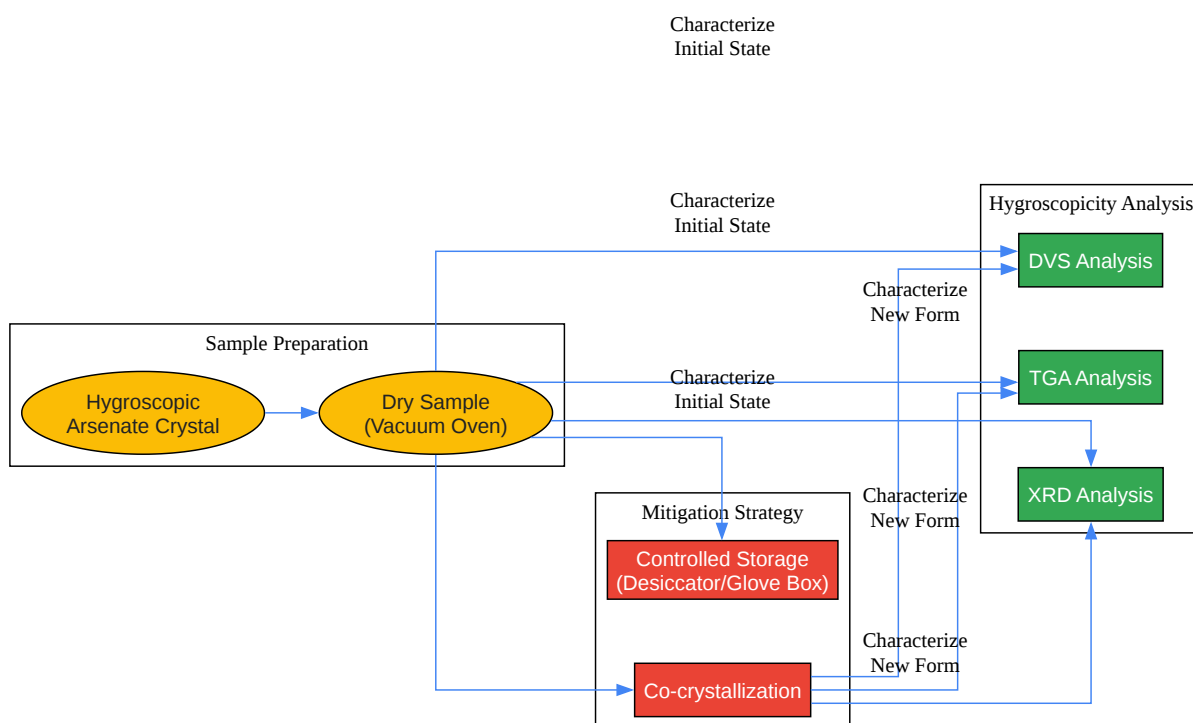 Characterize
Initial State
Characterize
Initial State
Hygroscopicity Analysis
DVS Analysis
Characterize
New Form
Sample Preparation
Hygroscopic
Arsenate Crystal
Dry Sample
(Vacuum Oven)
Characterize
Initial State
TGA Analysis
XRD Analysis
Mitigation Strategy
Characterize
New Form
Controlled Storage
(Desiccator/Glove Box)
Characterize
New Form
Co-crystallization